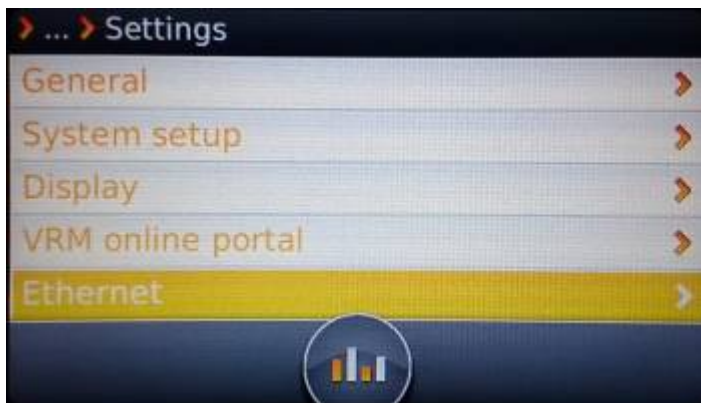 ... Settings
General
System setup
Display
VRM online portal
Ethernet